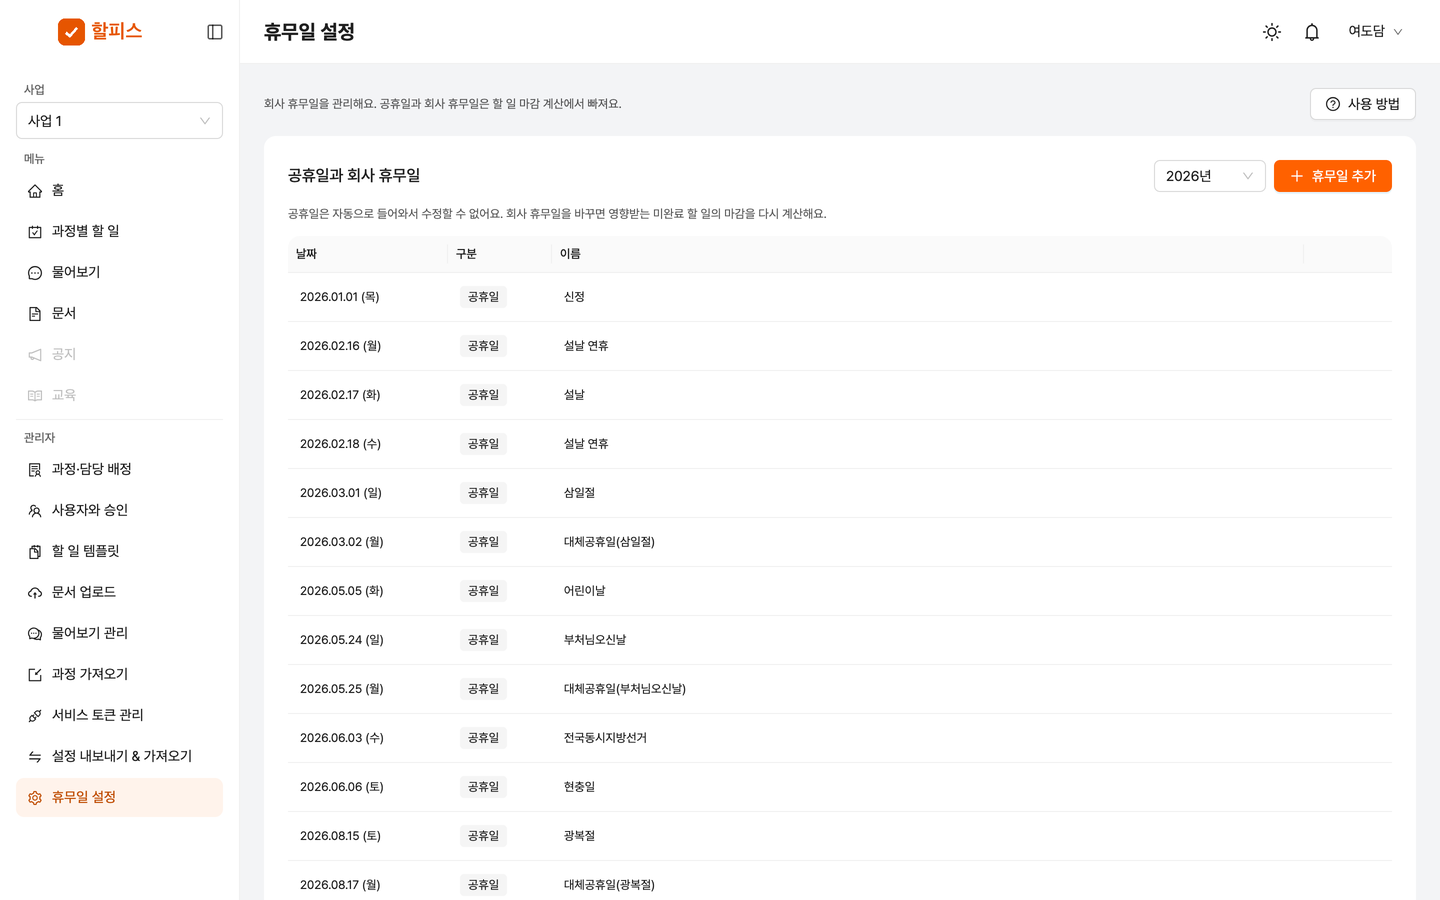 할피스
휴무일 설정
여도담
사업
사업 1
메뉴
홈
과정별 할 일
물어보기
문서
공지
교육
관리자
과정·담당 배정
사용자와 승인
할 일 템플릿
문서 업로드
물어보기 관리
과정 가져오기
서비스 토큰 관리
설정 내보내기 & 가져오기
휴무일 설정
회사 휴무일을 관리해요. 공휴일과 회사 휴무일은 할 일 마감 계산에서 빠져요.
사용 방법
공휴일과 회사 휴무일
2026년
휴무일 추가
공휴일은 자동으로 들어와서 수정할 수 없어요. 회사 휴무일을 바꾸면 영향받는 미완료 할 일의 마감을 다시 계산해요.
날짜 구분 이름
2026.01.01 (목) 공휴일 신정
2026.02.16 (월) 공휴일 설날 연휴
2026.02.17 (화) 공휴일 설날
2026.02.18 (수) 공휴일 설날 연휴
2026.03.01 (일) 공휴일 삼일절
2026.03.02 (월) 공휴일 대체공휴일(삼일절)
2026.05.05 (화) 공휴일 어린이날
2026.05.24 (일) 공휴일 부처님오신날
2026.05.25 (월) 공휴일 대체공휴일(부처님오신날)
2026.06.03 (수) 공휴일 전국동시지방선거
2026.06.06 (토) 공휴일 현충일
2026.08.15 (토) 공휴일 광복절
2026.08.17 (월) 공휴일 대체공휴일(광복절)